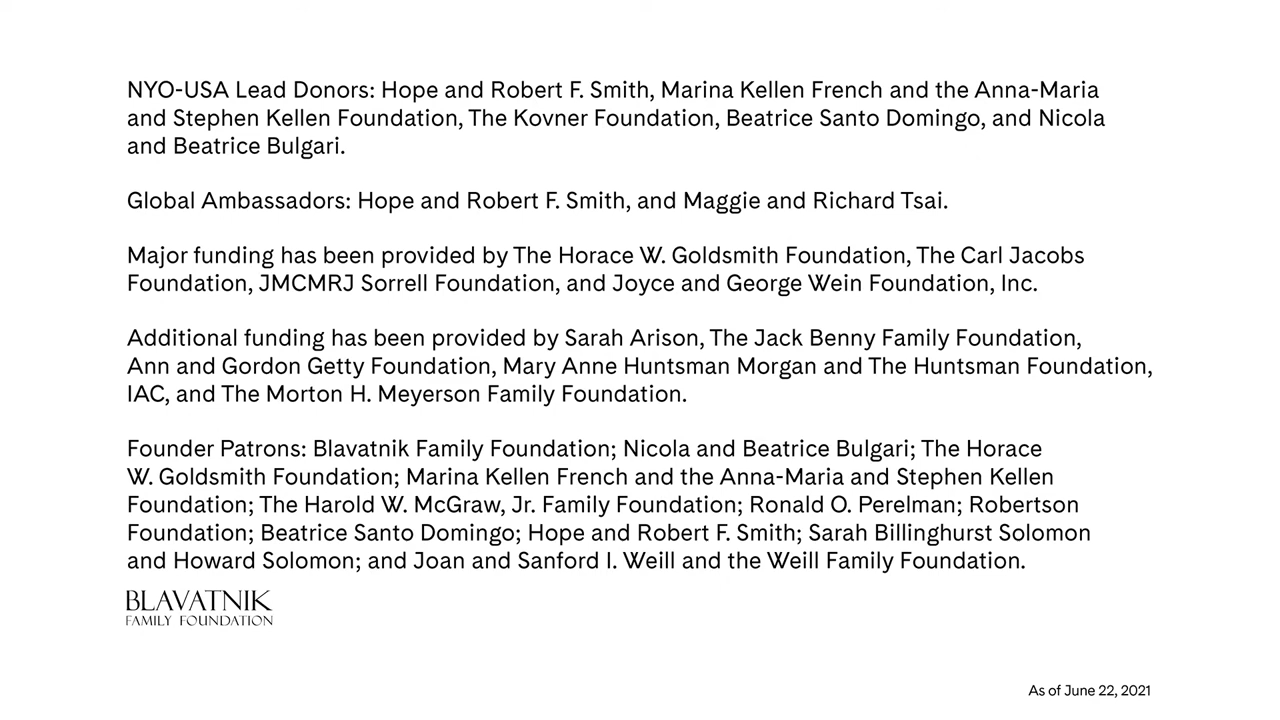 NYO-USA Lead Donors: Hope and Robert F. Smith, Marina Kellen French and the Anna-Maria
and Stephen Kellen Foundation, The Kovner Foundation, Beatrice Santo Domingo, and Nicola
and Beatrice Bulgari.
Global Ambassadors: Hope and Robert F. Smith, and Maggie and Richard Tsai.
Major funding has been provided by The Horace W. Goldsmith Foundation, The Carl Jacobs
Foundation, JMCMRJ Sorrell Foundation, and Joyce and George Wein Foundation, Inc.
Additional funding has been provided by Sarah Arison, The Jack Benny Family Foundation,
Ann and Gordon Getty Foundation, Mary Anne Huntsman Morgan and The Huntsman Foundation,
IAC, and The Morton H. Meyerson Family Foundation.
Founder Patrons: Blavatnik Family Foundation; Nicola and Beatrice Bulgari; The Horace
W. Goldsmith Foundation; Marina Kellen French and the Anna-Maria and Stephen Kellen
Foundation; The Harold W. McGraw, Jr. Family Foundation; Ronald O. Perelman; Robertson
Foundation; Beatrice Santo Domingo; Hope and Robert F. Smith; Sarah Billinghurst Solomon
and Howard Solomon; and Joan and Sanford I. Weill and the Weill Family Foundation.
BLAVATNIK
FAMILY FOUNDATION
As of June 22, 2021